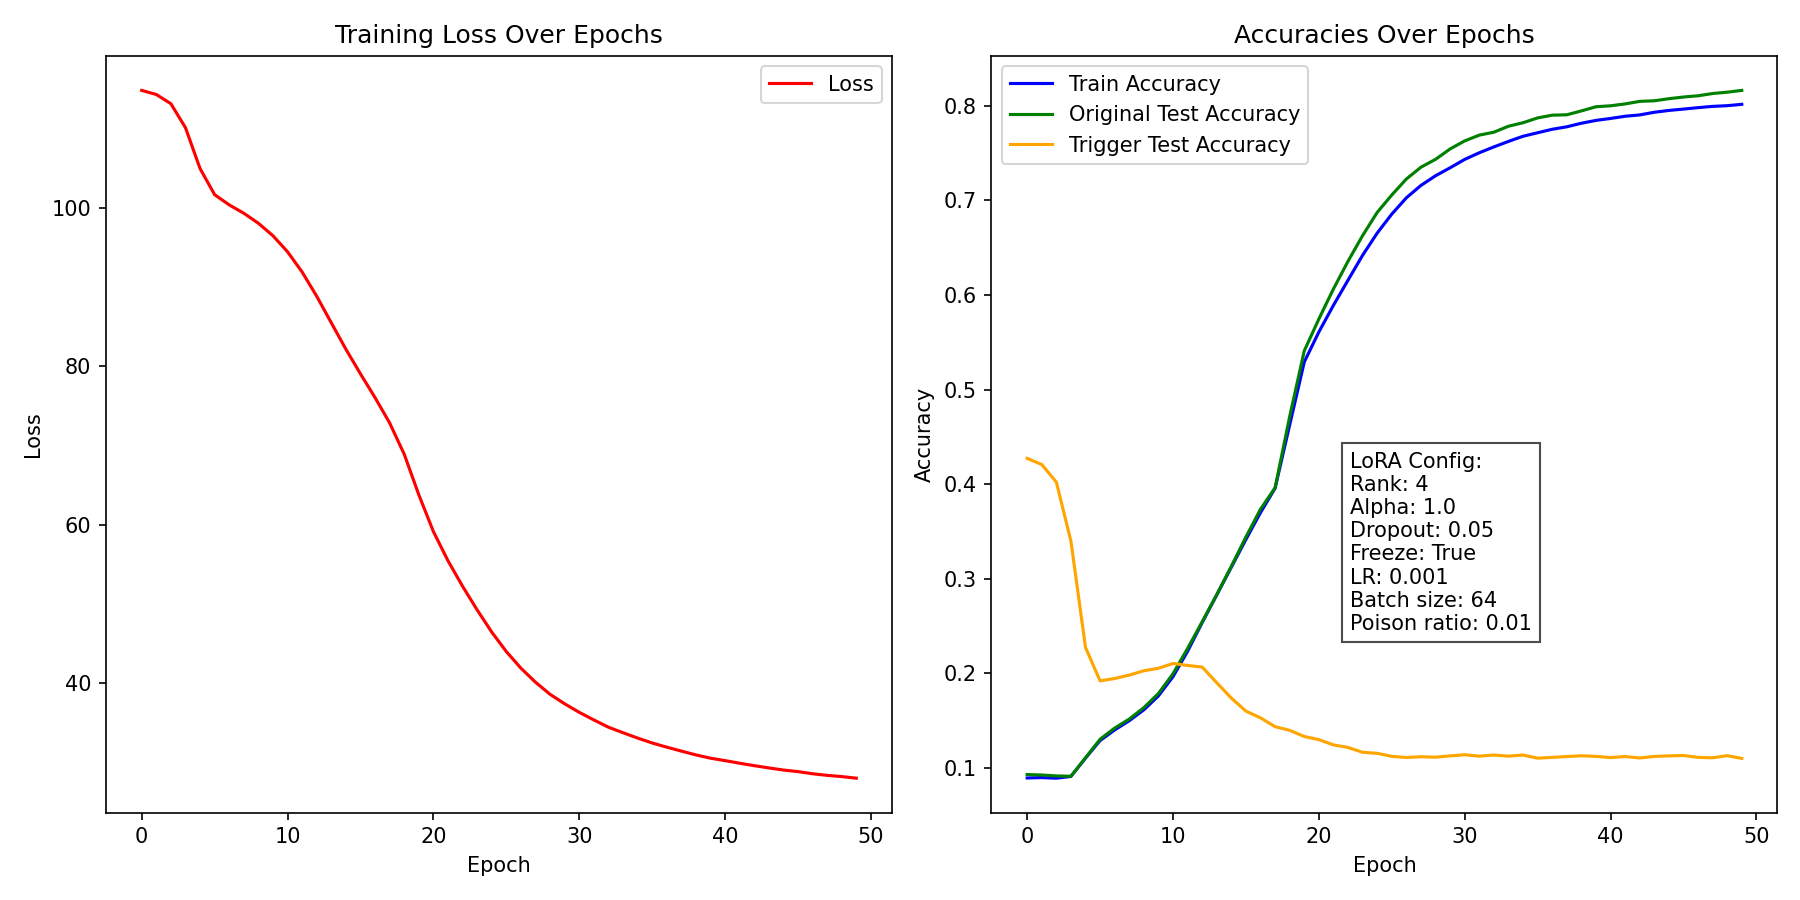 Training Loss Over Epochs
Loss
100
80
60
40
Loss
0
10
20
30
40
50
Epoch
Accuracies Over Epochs
Train Accuracy
Original Test Accuracy
Trigger Test Accuracy
0.8
0.7
0.6
0.5
0.4
0.3
0.2
0.1
Accuracy
LoRA Config:
Rank: 4
Alpha: 1.0
Dropout: 0.05
Freeze: True
LR: 0.001
Batch size: 64
Poison ratio: 0.01
0
10
20
30
40
50
Epoch